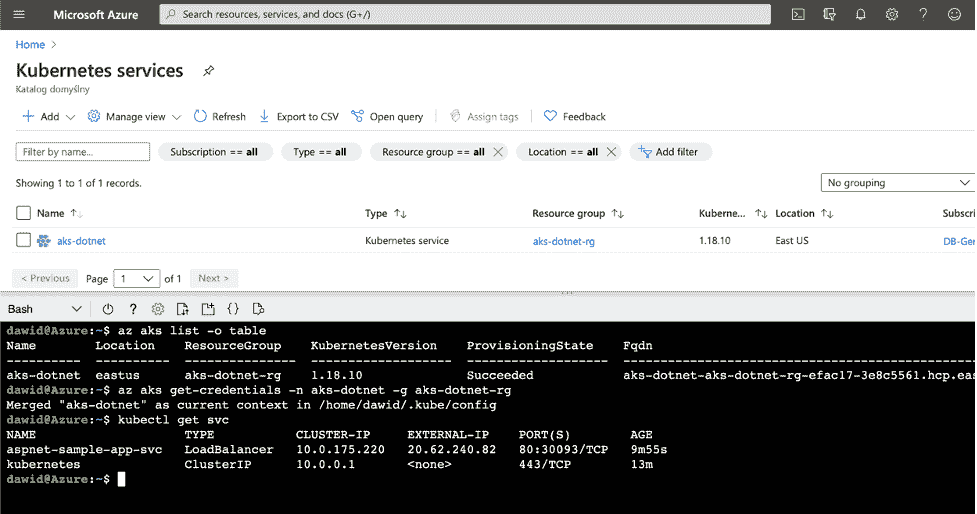 Microsoft Azure
Search resources, services, and docs (G+/)
Home >
Kubernetes services
Katalog domyślny
Add
Manage view
Refresh
Export to CSV
Open query
Assign tags
Feedback
Filter by name...
Subscription == all
Type == all
Resource group == all
Location == all
Add filter
Showing 1 to 1 of 1 records.
No grouping
Name Type Resource group Kuberne... Location Subscri
aks-dotnet Kubernetes service aks-dotnet-rg 1.18.10 East US DB-Ger
< Previous Page 1 of 1 Next >
Bash
dawid@Azure:~$ az aks list -o table
Name Location ResourceGroup KubernetesVersion ProvisioningState Fqdn
---------- ---------- --------------- ------------------- ------------------- ---------------------------------------------
aks-dotnet eastus aks-dotnet-rg 1.18.10 Succeeded aks-dotnet-aks-dotnet-rg-efac17-3e8c5561.hcp.eas
dawid@Azure:~$ az aks get-credentials -n aks-dotnet -g aks-dotnet-rg
Merged "aks-dotnet" as current context in /home/dawid/.kube/config
dawid@Azure:~$ kubectl get svc
NAME TYPE CLUSTER-IP EXTERNAL-IP PORT(S) AGE
aspnet-sample-app-svc LoadBalancer 10.0.175.220 20.62.240.82 80:30093/TCP 9m55s
kubernetes ClusterIP 10.0.0.1 <none> 443/TCP 13m
dawid@Azure:~$